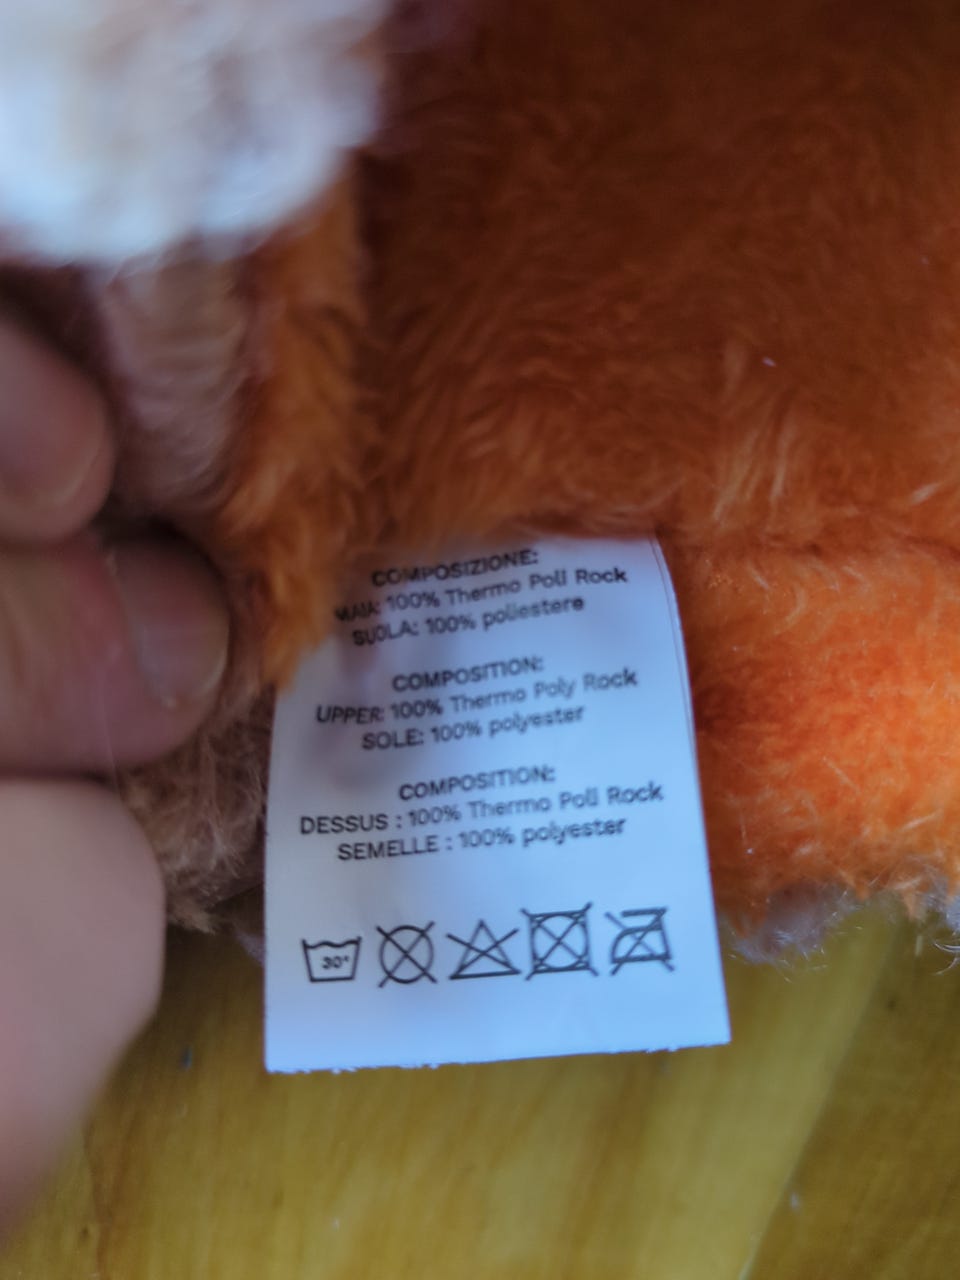 COMPOSIZIONE:
MAIA: 100% Thermo Poli Rock
SUOLA: 100% poliestere
COMPOSITION:
UPPER: 100% Thermo Poly Rock
SOLE: 100% polyester
COMPOSITION:
DESSUS : 100% Thermo Poli Rock
SEMELLE : 100% polyester
30°